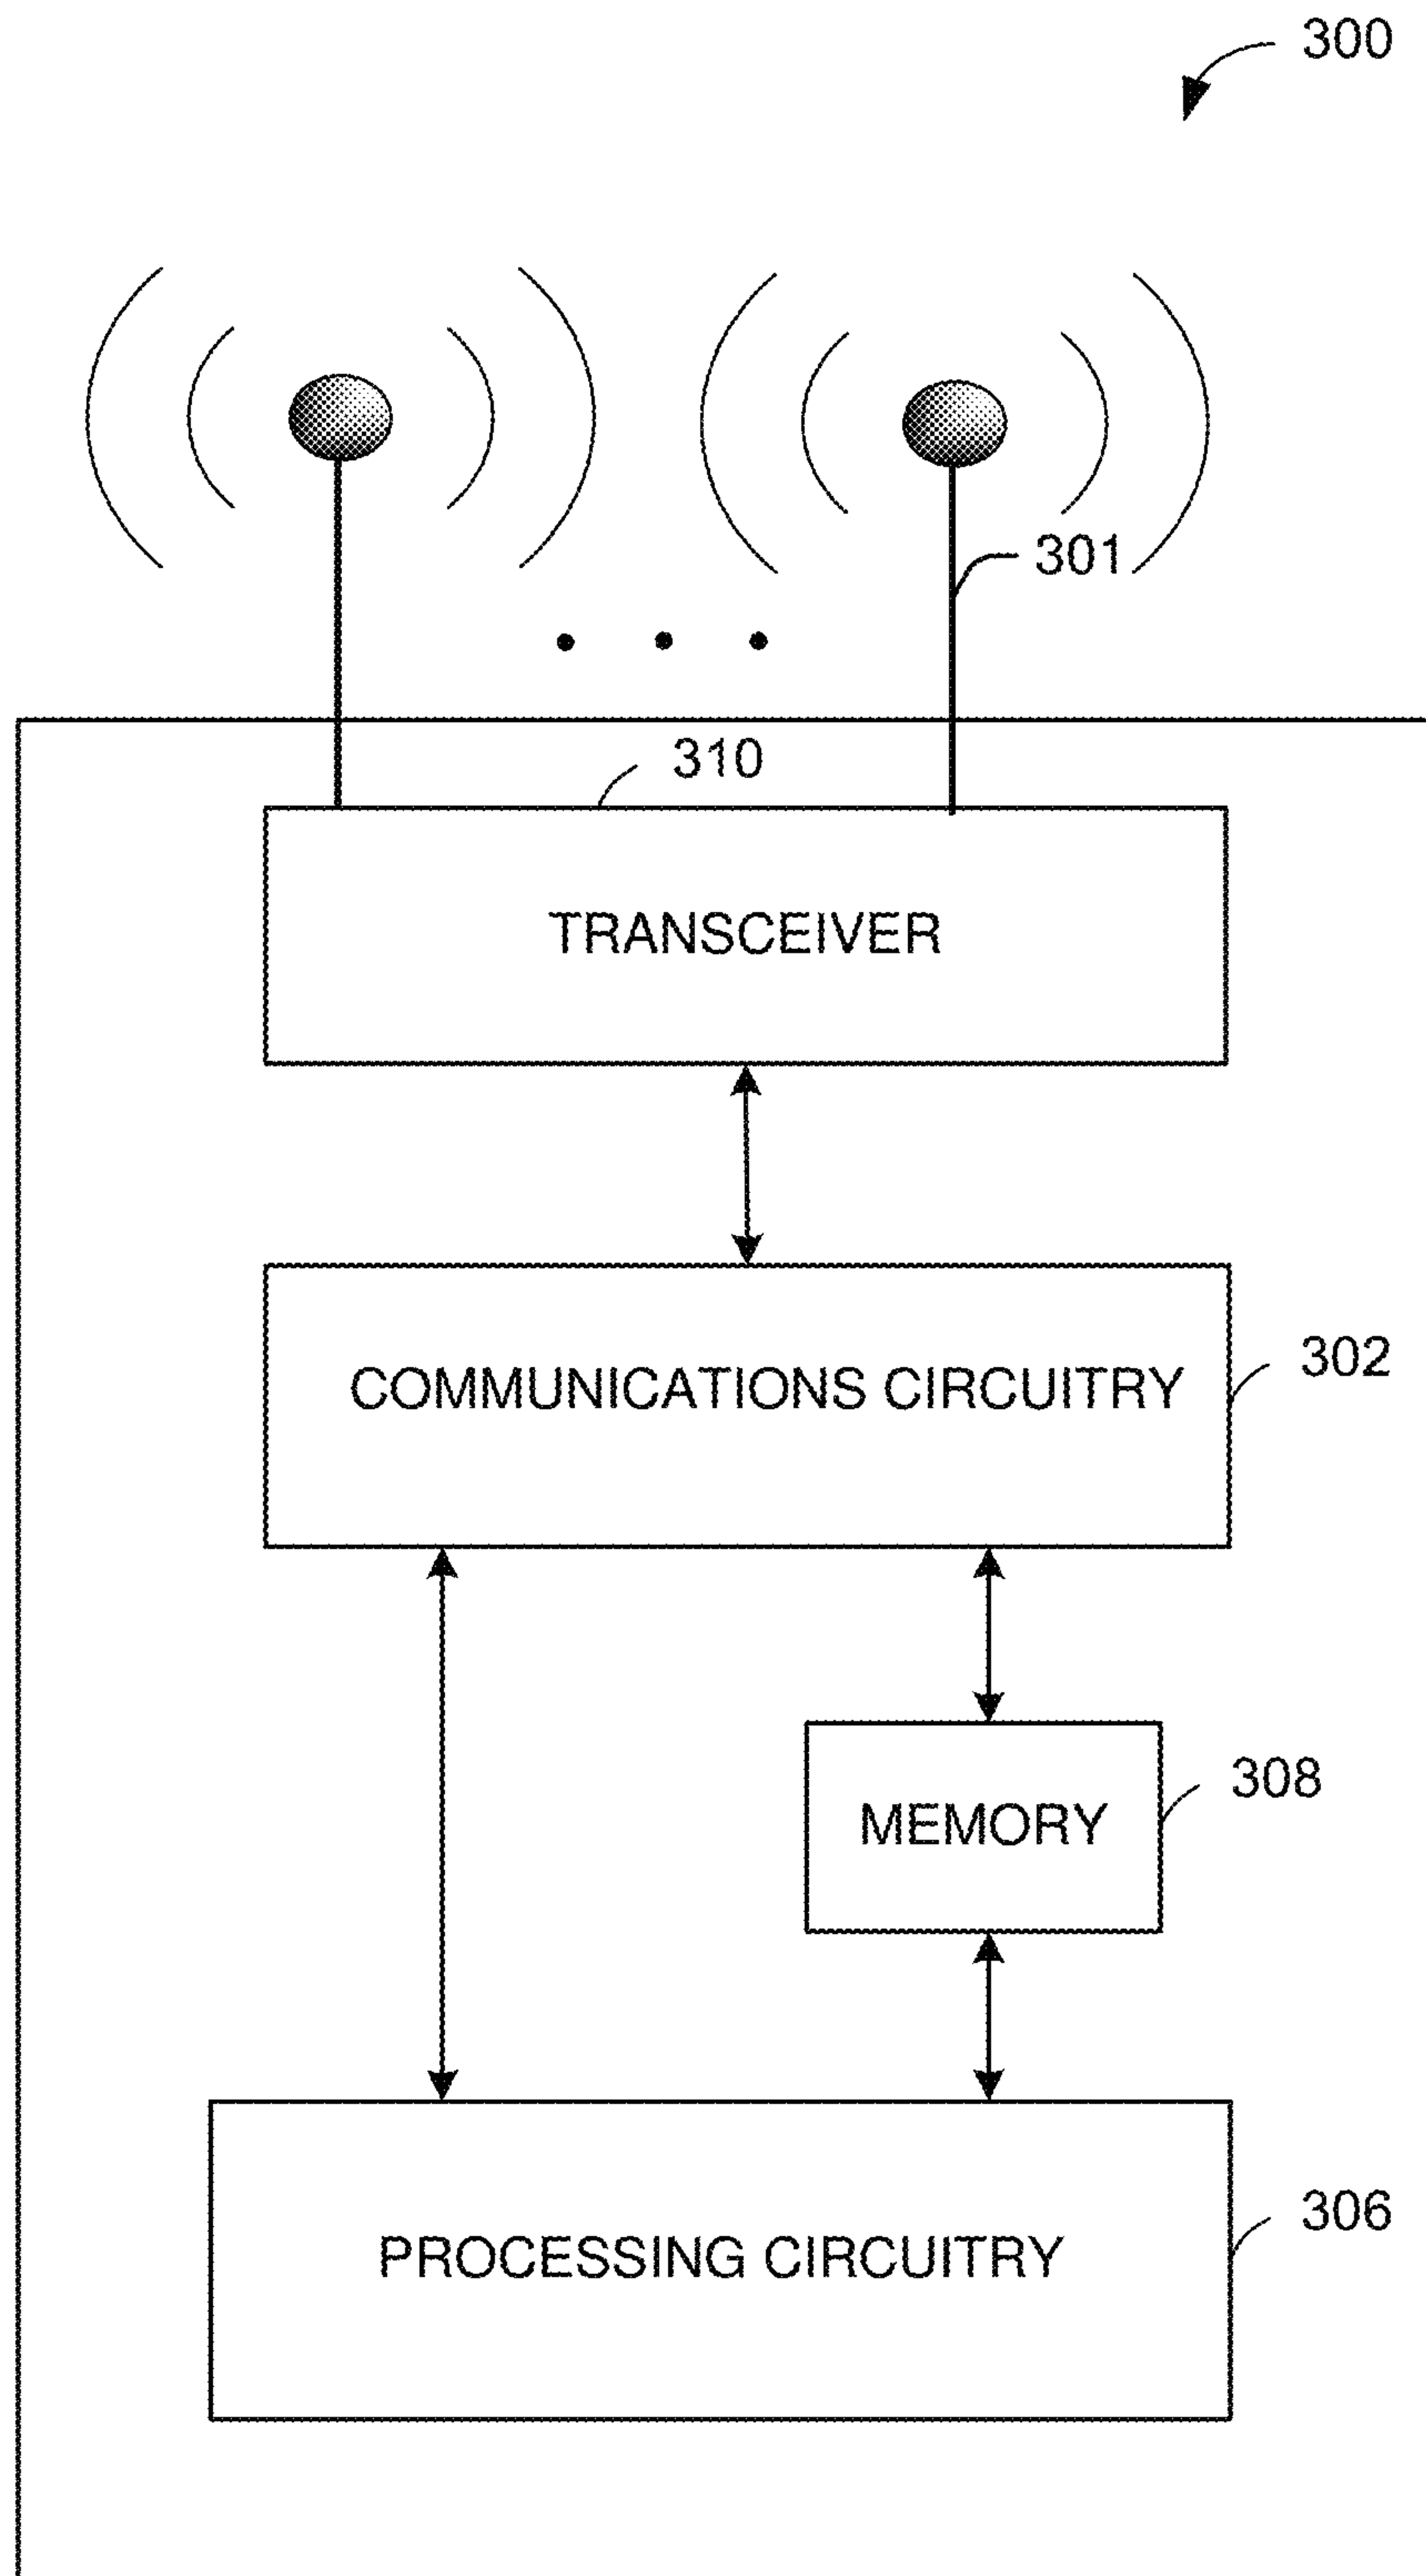 300
301
310
TRANSCEIVER
COMMUNICATIONS CIRCUITRY
302
308
MEMORY
306
PROCESSING CIRCUITRY